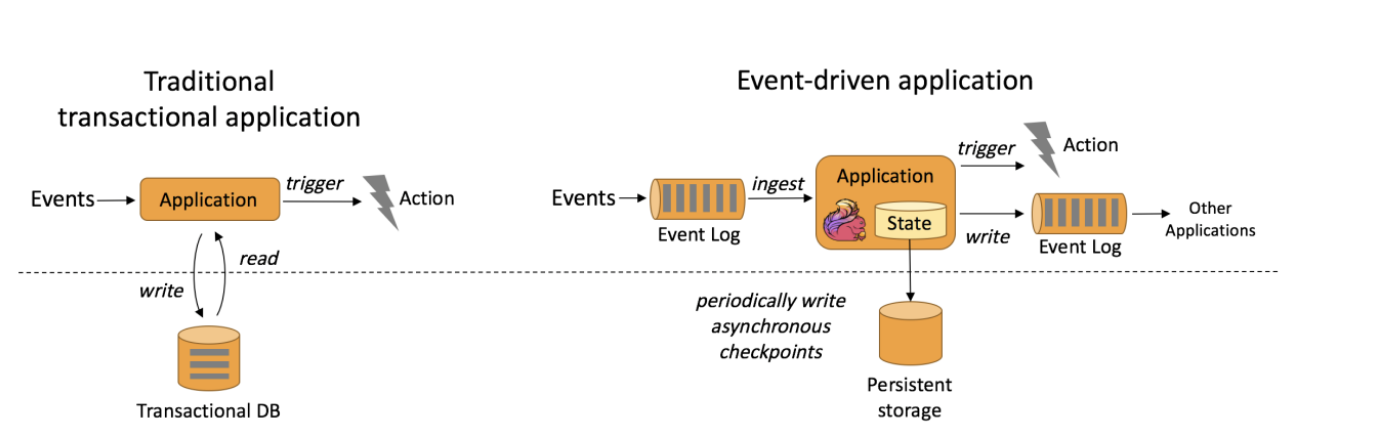 Traditional
transactional application
Events
Application
trigger
Action
write
read
Transactional DB
Event-driven application
Events
Event Log
ingest
Application
State
trigger
Action
write
Event Log
Other
Applications
periodically write
asynchronous
checkpoints
Persistent
storage